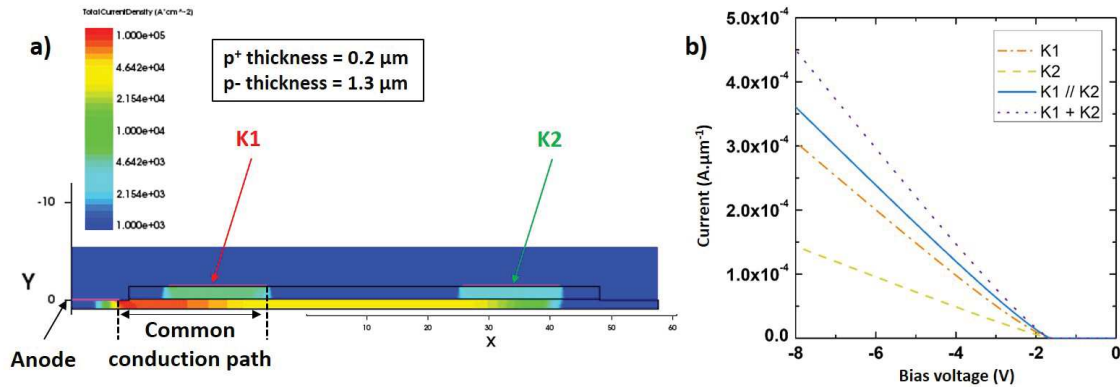 TotalCurrentDensity (A*cm^-2)
a)
1.000e+05
4.642e+04
2.154e+04
1.000e+04
4.642e+03
2.154e+03
1.000e+03
p⁺ thickness = 0.2 μm
p- thickness = 1.3 μm
K1
K2
-10
Y
0
10
20
30
40
50
60
X
Common
conduction path
Anode
b)
5.0x10⁻⁴
4.0x10⁻⁴
3.0x10⁻⁴
2.0x10⁻⁴
1.0x10⁻⁴
0.0
Current (A.μm⁻¹)
K1
K2
K1 // K2
K1 + K2
-8
-6
-4
-2
0
Bias voltage (V)